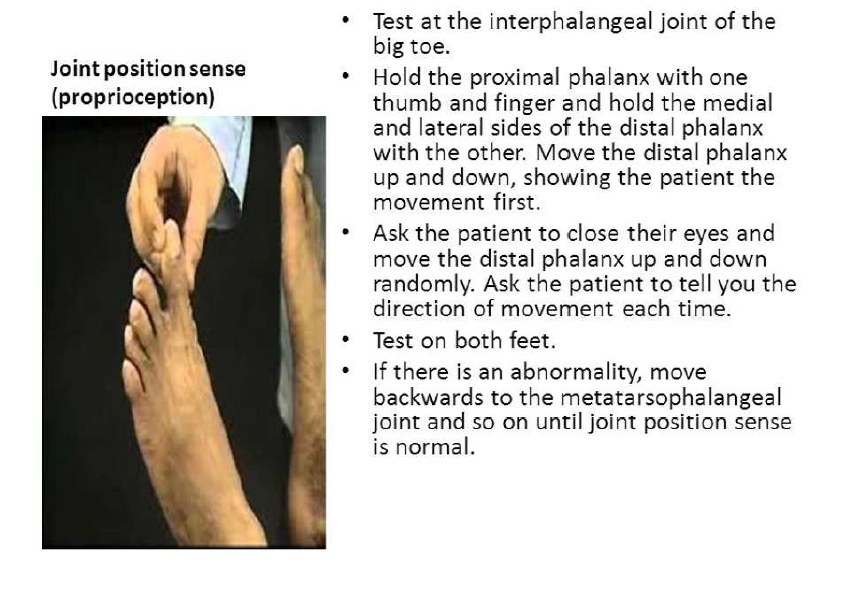 Joint position sense
(proprioception)
• Test at the interphalangeal joint of the
big toe.
• Hold the proximal phalanx with one
thumb and finger and hold the medial
and lateral sides of the distal phalanx
with the other. Move the distal phalanx
up and down, showing the patient the
movement first.
• Ask the patient to close their eyes and
move the distal phalanx up and down
randomly. Ask the patient to tell you the
direction of movement each time.
• Test on both feet.
• If there is an abnormality, move
backwards to the metatarsophalangeal
joint and so on until joint position sense
is normal.